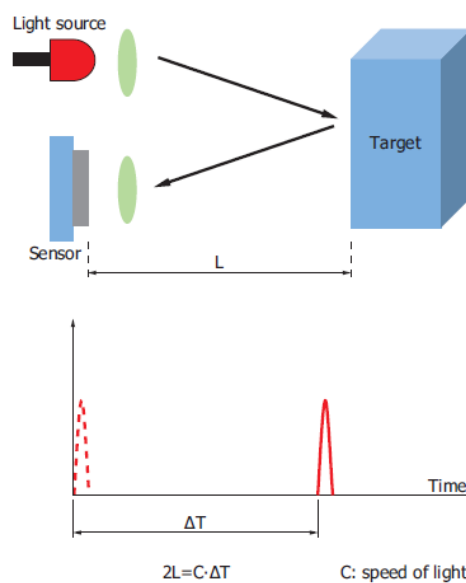 Light source
Target
Sensor
L
Time
ΔT
2L=C·ΔT
C: speed of light